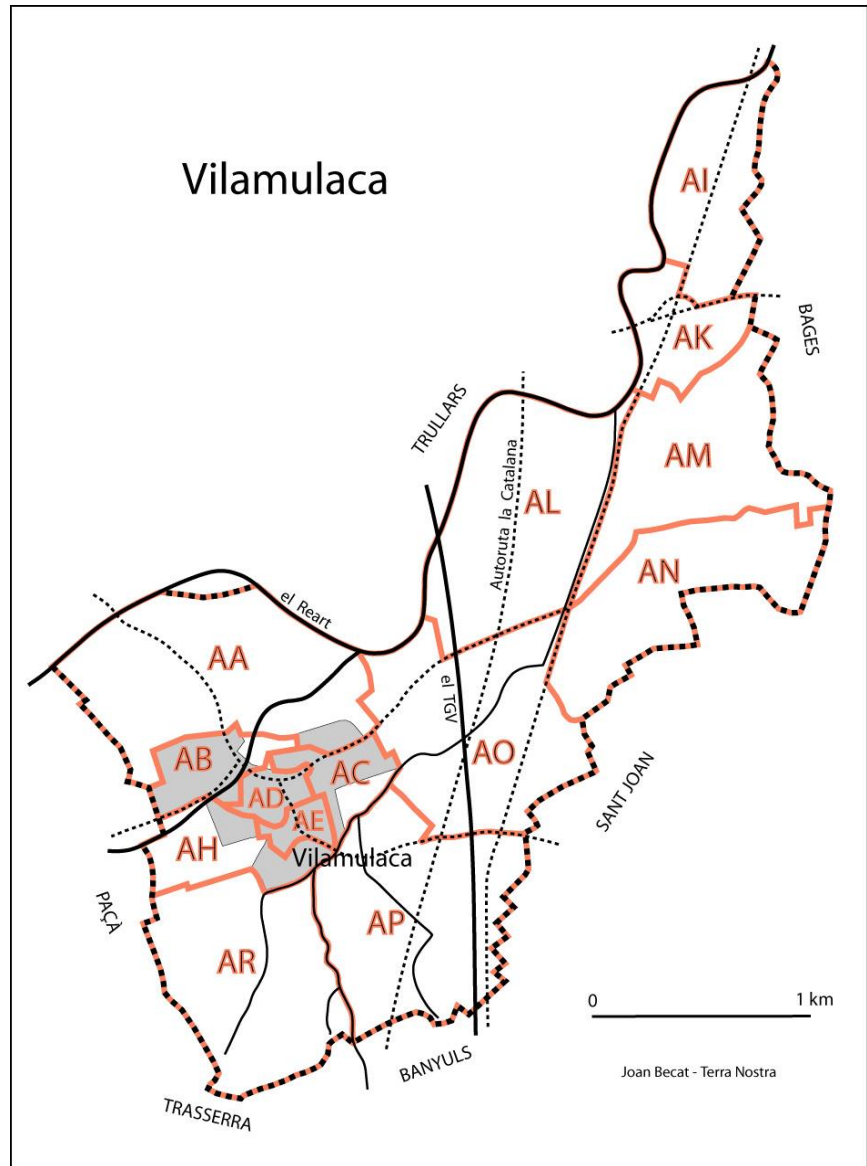 Vilamulaca
AI
BAGES
AK
TRULLARS
AM
Autoruta la Catalana
AL
AN
el Reart
AA
el TGV
AB
AC
AO
AD
SANT JOAN
AE
AH
Vilamulaca
PAÇÀ
AP
AR
0 1 km
BANYULS
Joan Becat - Terra Nostra
TRASSERRA